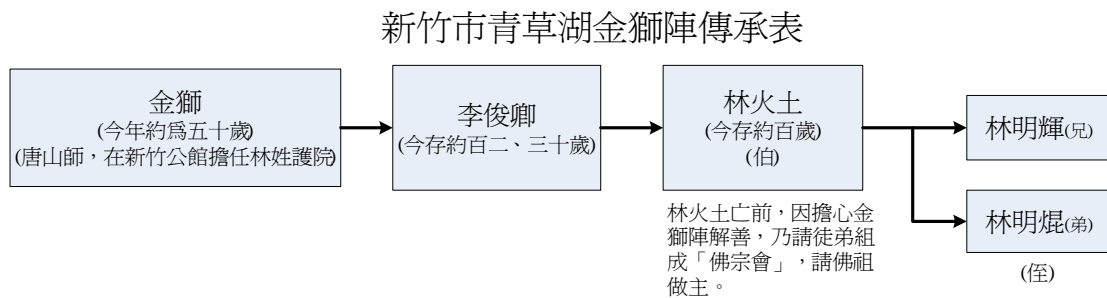 新竹市青草湖金獅陣傳承表
金獅
(今年約為五十歲)
(唐山師，在新竹公館擔任林姓護院)
李俊卿
(今存約百二、三十歲)
林火土
(今存約百歲)
(伯)
林火土亡前，因擔心金
獅陣解善，乃請徒弟組
成「佛宗會」，請佛祖
做主。
林明輝(兄)
林明焜(弟)
(侄)